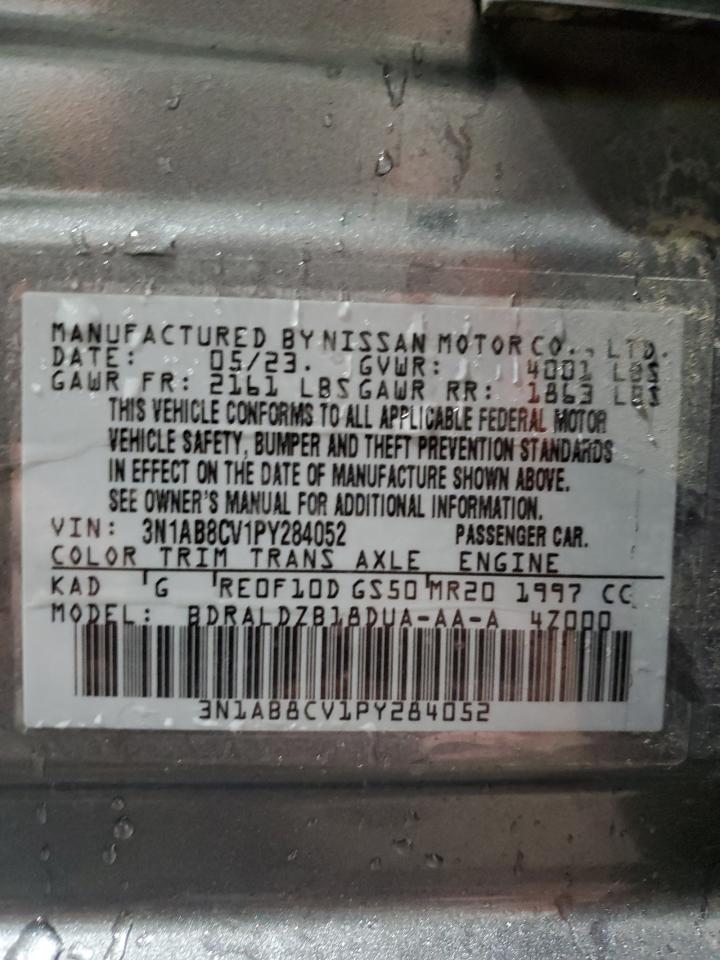 MANUFACTURED BY NISSAN MOTOR CO., LTD.
DATE: 05/23. GVWR: 4001 LBS
GAWR FR: 2161 LBS GAWR RR: 1863 LBS
THIS VEHICLE CONFORMS TO ALL APPLICABLE FEDERAL MOTOR
VEHICLE SAFETY, BUMPER AND THEFT PREVENTION STANDARDS
IN EFFECT ON THE DATE OF MANUFACTURE SHOWN ABOVE.
SEE OWNER'S MANUAL FOR ADDITIONAL INFORMATION.
VIN: 3N1AB8CV1PY284052 PASSENGER CAR.
COLOR TRIM TRANS AXLE ENGINE
KAD G RE0F10D GS50 MR20 1997 CC
MODEL: BDRALDZB18DUA-AA-A 4Z000
3N1AB8CV1PY284052